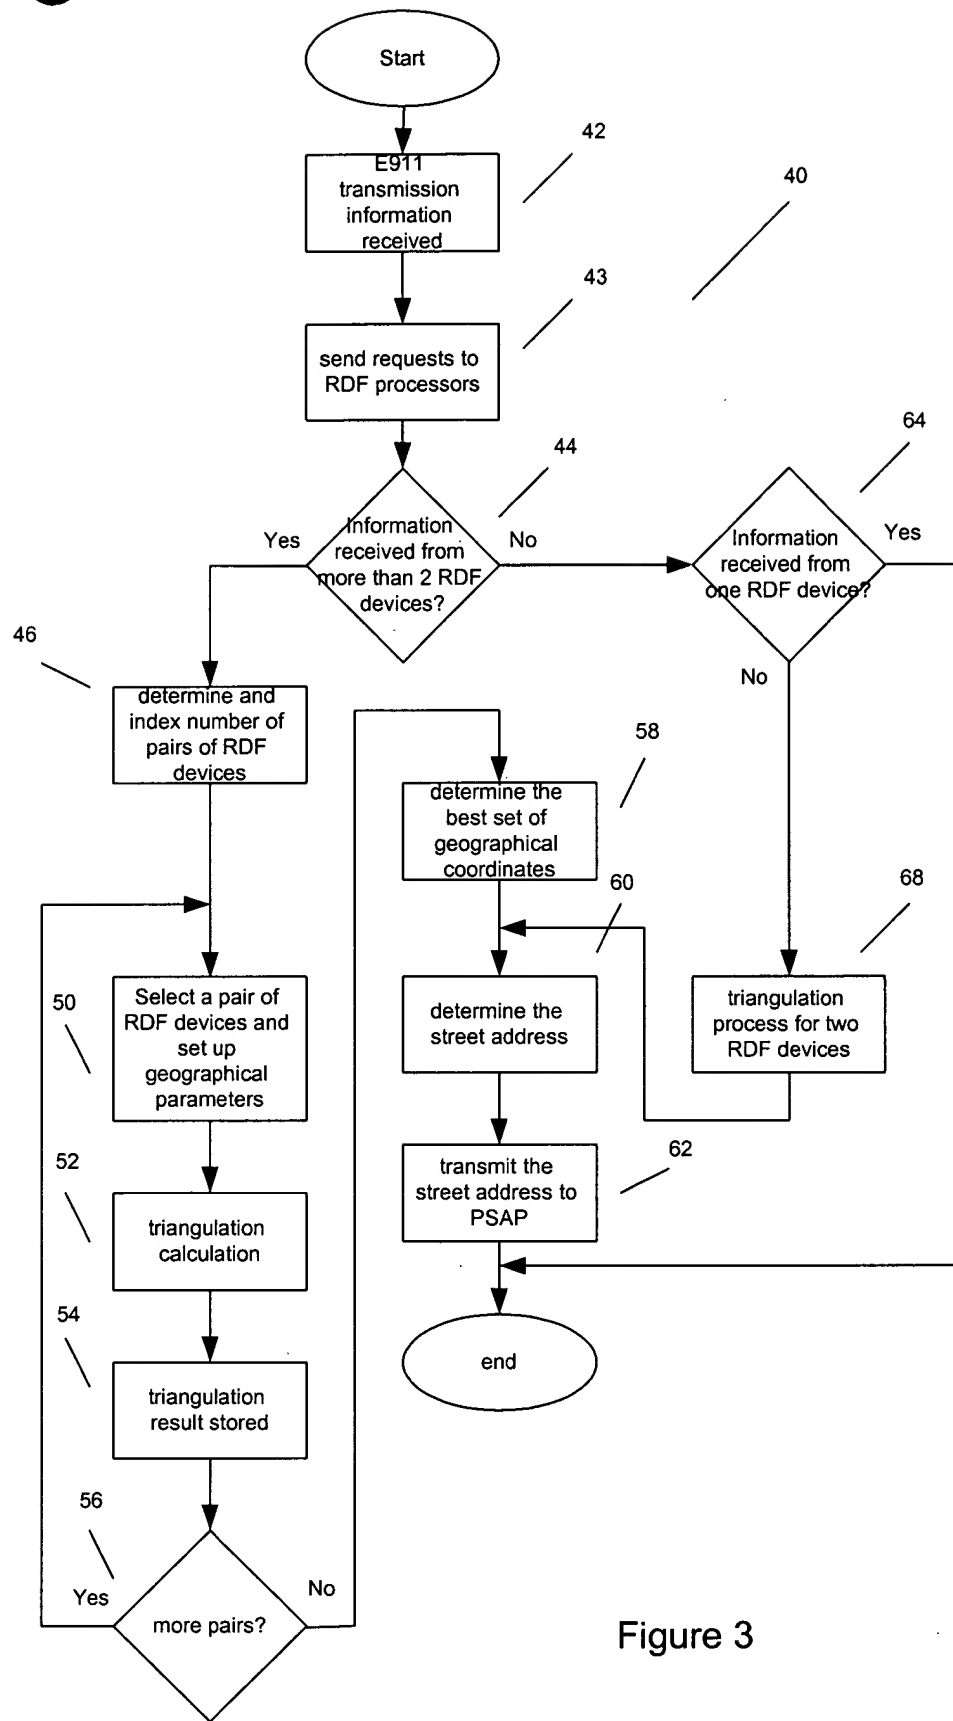 Start
42
E911
transmission
information
received
40
43
send requests to
RDF processors
44
64
Information
received from
more than 2 RDF
devices?
Yes
No
Information
received from
one RDF device?
Yes
No
46
determine and
index number of
pairs of RDF
devices
58
determine the
best set of
geographical
coordinates
60
68
50
Select a pair of
RDF devices and
set up
geographical
parameters
determine the
street address
triangulation
process for two
RDF devices
52
62
triangulation
calculation
transmit the
street address to
PSAP
54
triangulation
result stored
end
56
Yes
No
more pairs?
Figure 3